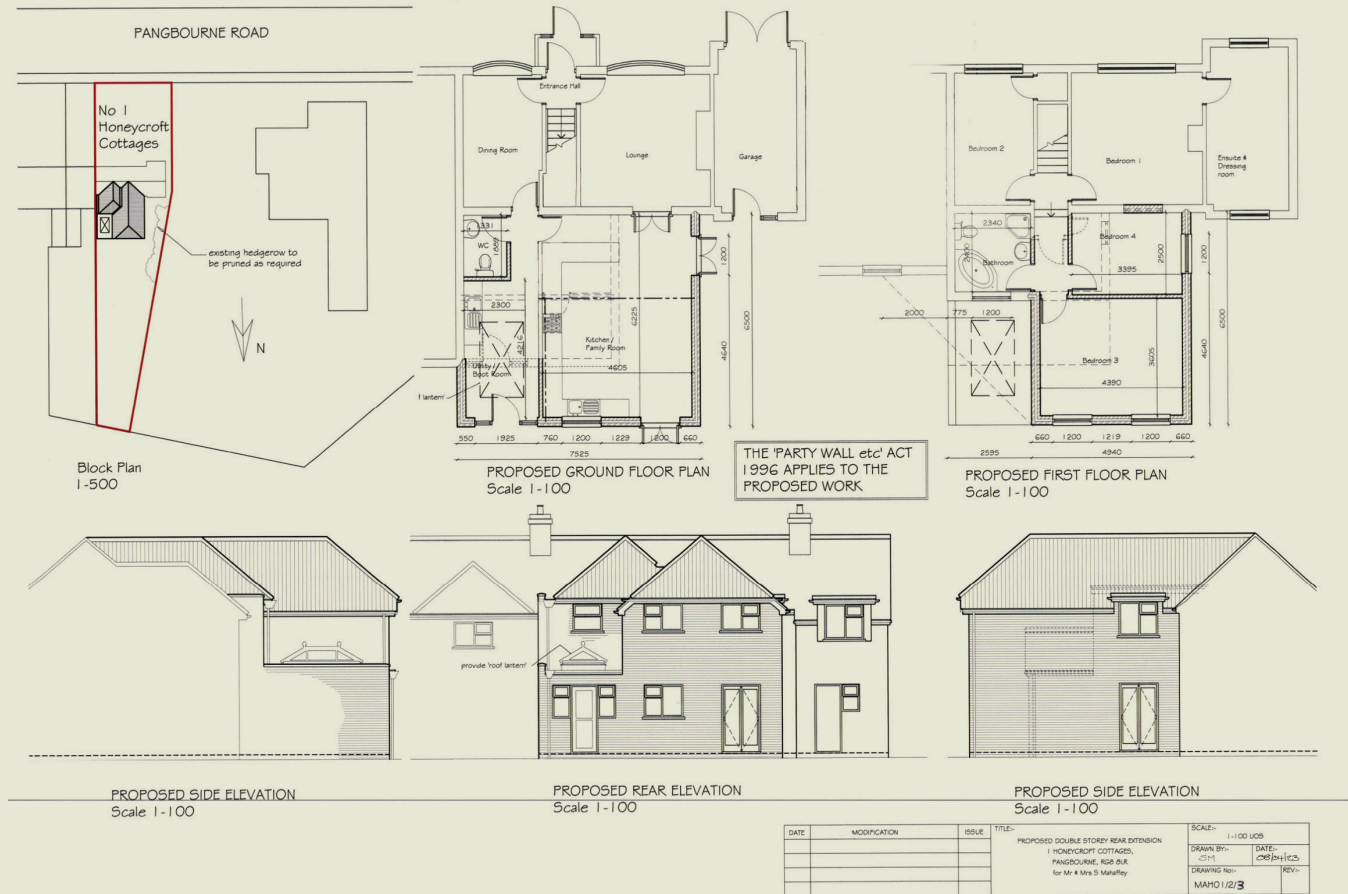 PANGBOURNE ROAD
No 1
Honeycroft
Cottages
existing hedgerow to
be pruned as required
N
Block Plan
1-500
Entrance Hall
Dining Room
Lounge
Garage
1331
WC
1889
2300
4216
Kitchen /
Family Room
6225
4605
Utility /
Boot Room
f lantern'
1200
6500
4640
550 1925 760 1200 1229 1200 660
7525
PROPOSED GROUND FLOOR PLAN
Scale 1-100
THE 'PARTY WALL etc' ACT
1996 APPLIES TO THE
PROPOSED WORK
Bedroom 2
Bedroom 1
Ensuite &
Dressing
room
2340
2400
Bathroom
Bedroom 4
2500
3395
1200
6500
4640
2000 775 1200
Bedroom 3
3605
4390
660 1200 1219 1200 660
2595 4940
PROPOSED FIRST FLOOR PLAN
Scale 1-100
PROPOSED SIDE ELEVATION
Scale 1-100
provide 'roof lantern'
PROPOSED REAR ELEVATION
Scale 1-100
PROPOSED SIDE ELEVATION
Scale 1-100
DATE MODIFICATION ISSUE
TITLE:-
PROPOSED DOUBLE STOREY REAR EXTENSION
1 HONEYCROFT COTTAGES,
PANGBOURNE, RG8 8LR
for Mr & Mrs S Mahaffey
SCALE:-
1-100 UOS
DRAWN BY:-
SM
DATE:-
DRAWING No:-
MAH01/2/3
REV:-